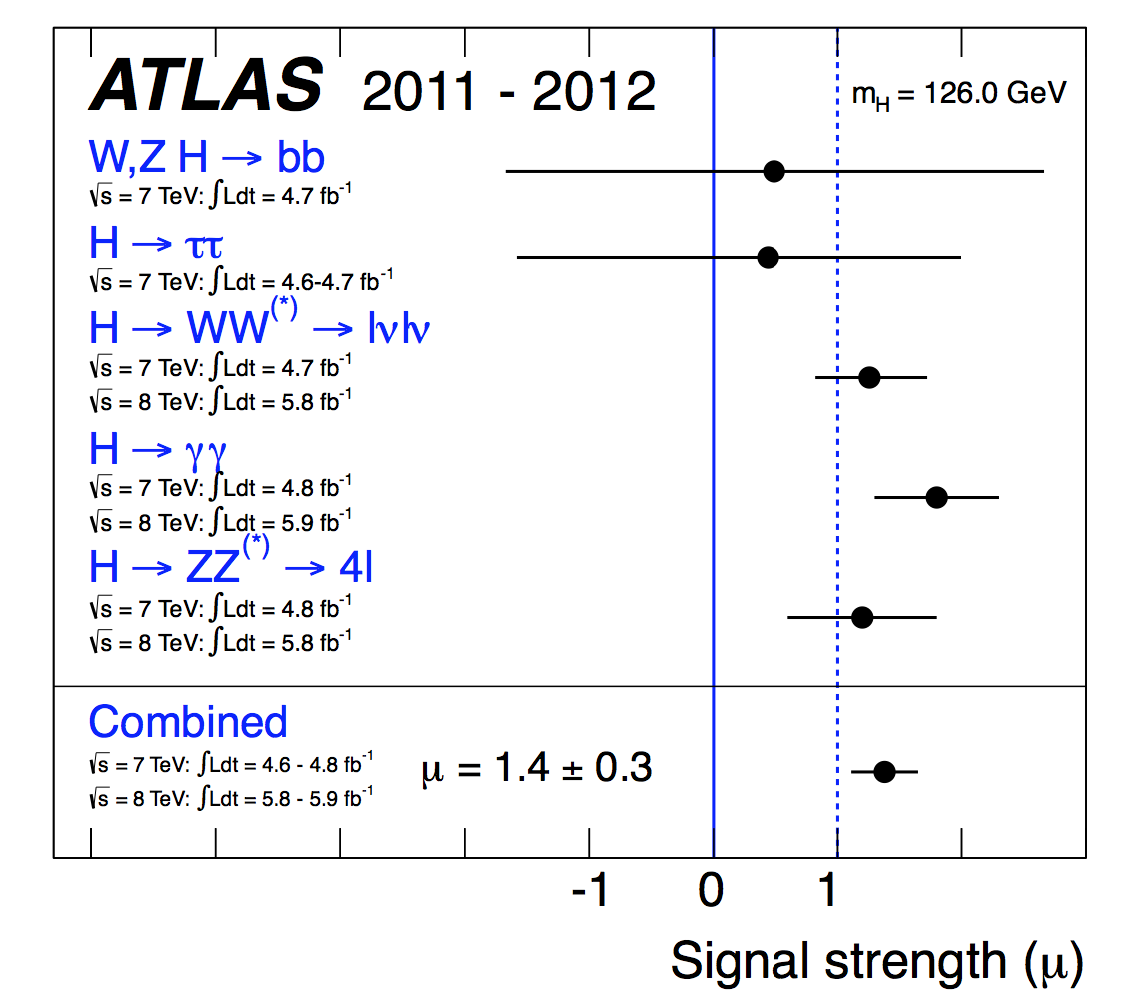 ATLAS 2011 - 2012
m_H = 126.0 GeV
W,Z H → bb
√s = 7 TeV: ∫Ldt = 4.7 fb⁻¹
H → ττ
√s = 7 TeV: ∫Ldt = 4.6-4.7 fb⁻¹
H → WW⁽*⁾ → lνlν
√s = 7 TeV: ∫Ldt = 4.7 fb⁻¹
√s = 8 TeV: ∫Ldt = 5.8 fb⁻¹
H → γγ
√s = 7 TeV: ∫Ldt = 4.8 fb⁻¹
√s = 8 TeV: ∫Ldt = 5.9 fb⁻¹
H → ZZ⁽*⁾ → 4l
√s = 7 TeV: ∫Ldt = 4.8 fb⁻¹
√s = 8 TeV: ∫Ldt = 5.8 fb⁻¹
Combined
√s = 7 TeV: ∫Ldt = 4.6 - 4.8 fb⁻¹
√s = 8 TeV: ∫Ldt = 5.8 - 5.9 fb⁻¹
μ = 1.4 ± 0.3
-1 0 1
Signal strength (μ)